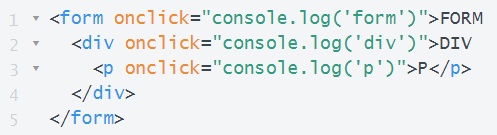 1 <form onclick="console.log('form')">FORM
2   <div onclick="console.log('div')">DIV
3     <p onclick="console.log('p')">P</p>
4   </div>
5 </form>